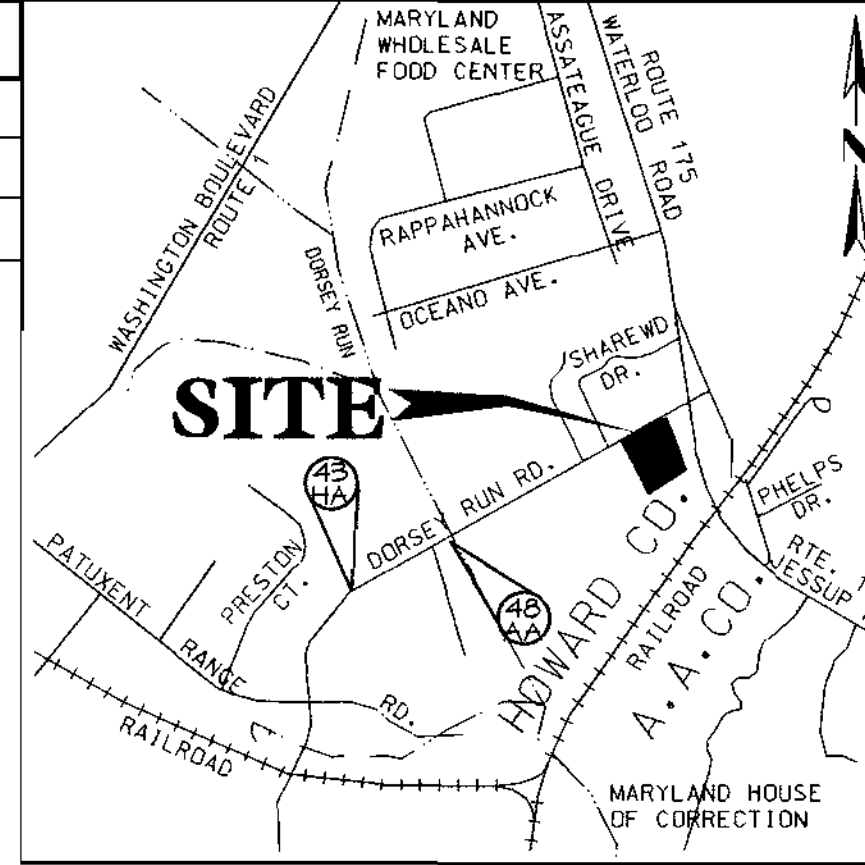 MARYLAND
WHOLESALE
FOOD CENTER
ASSATEAGUE DRIVE
ROUTE 175
WATERLOO ROAD
WASHINGTON BOULEVARD
ROUTE 1
N
RAPPAHANNOCK
AVE.
DORSEY RUN
OCEANO AVE.
SHAREWD
DR.
SITE
43
HA
DORSEY RUN RD.
PHELPS
DR.
PATUXENT
RANGE
RD.
PRESTON
CT.
48
AA
HOWARD CO.
RAILROAD
A.A.CO.
RTE.
JESSUP
RAILROAD
MARYLAND HOUSE
OF CORRECTION